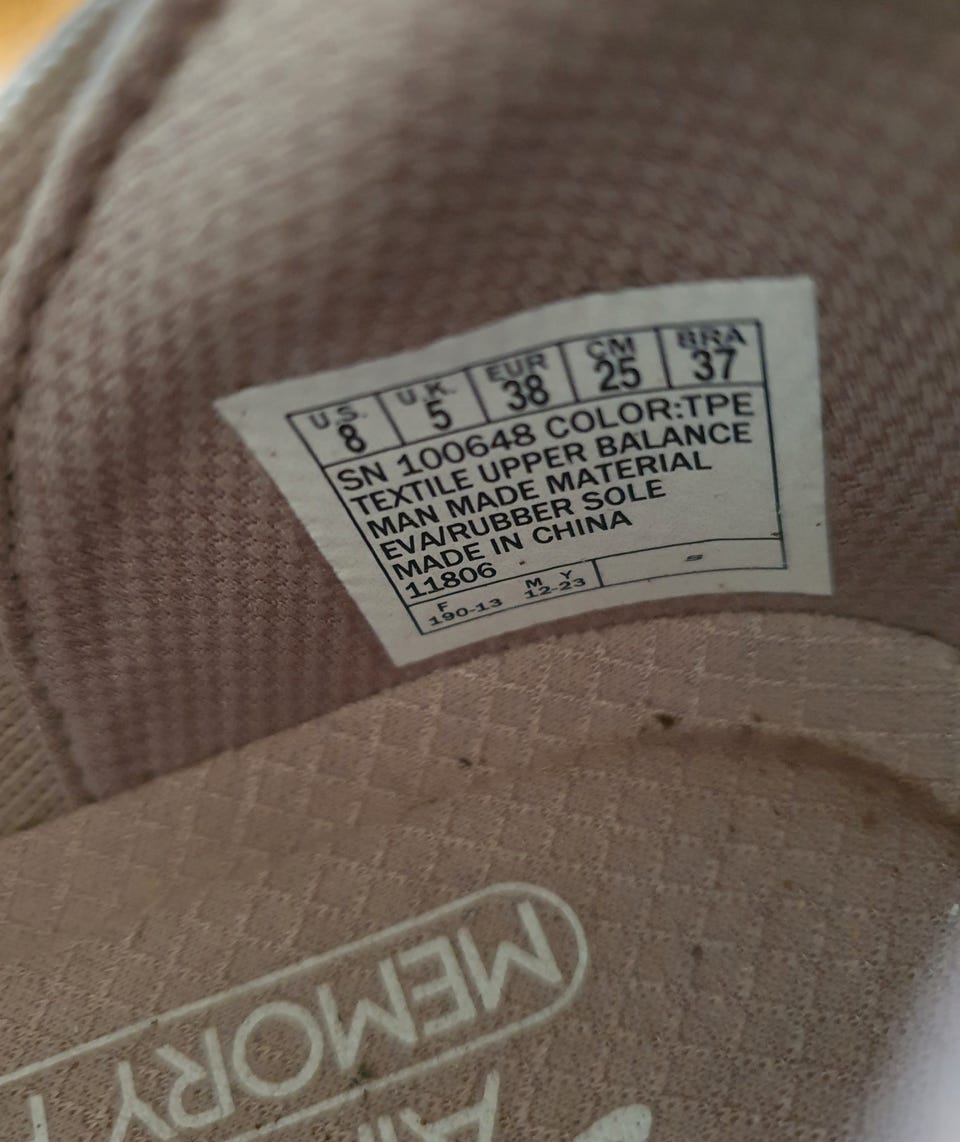 U.S. U.K. EUR CM BRA
8 5 38 25 37
SN 100648 COLOR:TPE
TEXTILE UPPER BALANCE
MAN MADE MATERIAL
EVA/RUBBER SOLE
MADE IN CHINA
11806
F M Y
190-13 12-23
MEMORY